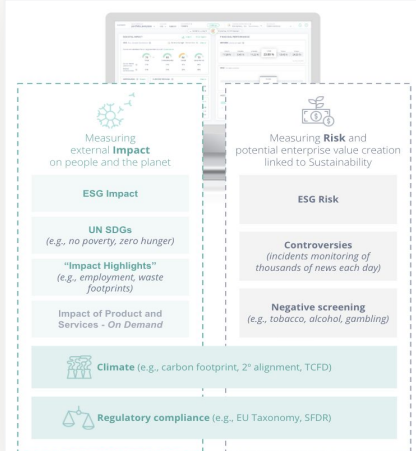 Measuring
external Impact
on people and the planet
ESG Impact
UN SDGs
(e.g., no poverty, zero hunger)
“Impact Highlights”
(e.g., employment, waste
footprints)
Impact of Product and
Services - On Demand
Measuring Risk and
potential enterprise value creation
linked to Sustainability
ESG Risk
Controversies
(incidents monitoring of
thousands of news each day)
Negative screening
(e.g., tobacco, alcohol, gambling)
Climate (e.g., carbon footprint, 2° alignment, TCFD)
Regulatory compliance (e.g., EU Taxonomy, SFDR)